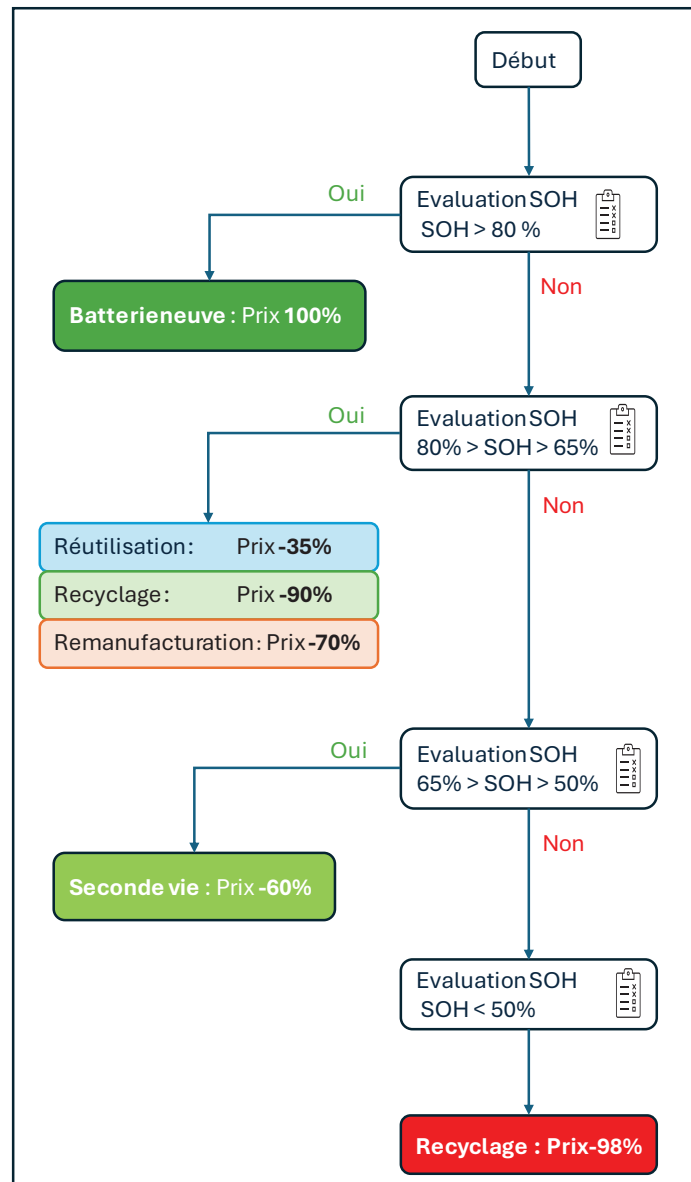 Début
Oui
Evaluation SOH
SOH > 80 %
Non
Batterieneuve : Prix 100%
Oui
Evaluation SOH
80% > SOH > 65%
Non
Réutilisation : Prix -35%
Recyclage : Prix -90%
Remanufacturation : Prix -70%
Oui
Evaluation SOH
65% > SOH > 50%
Non
Seconde vie : Prix -60%
Evaluation SOH
SOH < 50%
Recyclage : Prix-98%